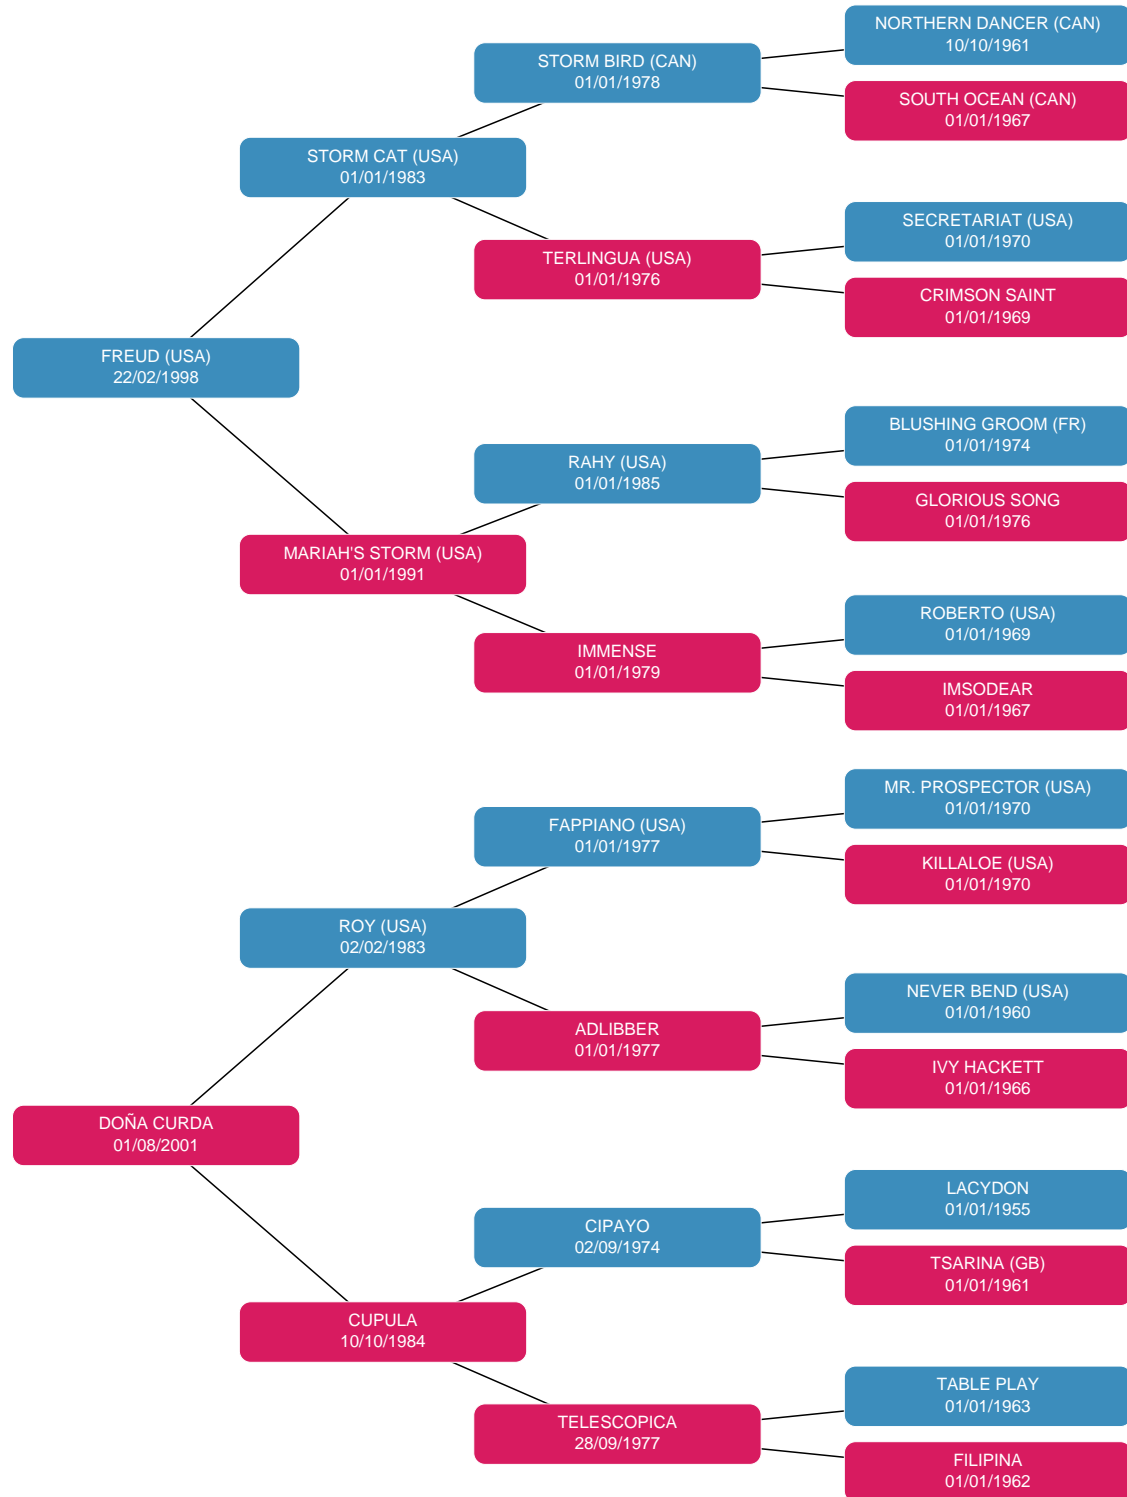 NORTHERN DANCER (CAN)
10/10/1961
STORM BIRD (CAN)
01/01/1978
SOUTH OCEAN (CAN)
01/01/1967
STORM CAT (USA)
01/01/1983
SECRETARIAT (USA)
01/01/1970
TERLINGUA (USA)
01/01/1976
CRIMSON SAINT
01/01/1969
FREUD (USA)
22/02/1998
BLUSHING GROOM (FR)
01/01/1974
RAHY (USA)
01/01/1985
GLORIOUS SONG
01/01/1976
MARIAH'S STORM (USA)
01/01/1991
ROBERTO (USA)
01/01/1969
IMMENSE
01/01/1979
IMSODEAR
01/01/1967
MR. PROSPECTOR (USA)
01/01/1970
FAPPIANO (USA)
01/01/1977
KILLALOE (USA)
01/01/1970
ROY (USA)
02/02/1983
NEVER BEND (USA)
01/01/1960
ADLIBBER
01/01/1977
IVY HACKETT
01/01/1966
DOÑA CURDA
01/08/2001
LACYDON
01/01/1955
CIPAYO
02/09/1974
TSARINA (GB)
01/01/1961
CUPULA
10/10/1984
TABLE PLAY
01/01/1963
TELESCOPICA
28/09/1977
FILIPINA
01/01/1962